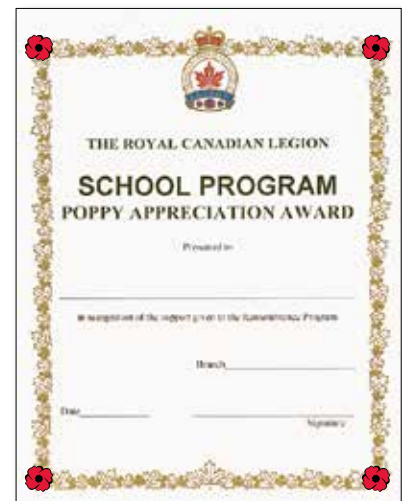 THE ROYAL CANADIAN LEGION
SCHOOL PROGRAM
POPPY APPRECIATION AWARD
Presented to
In recognition of the support given to the Remembrance Program
Branch
Date
Signature